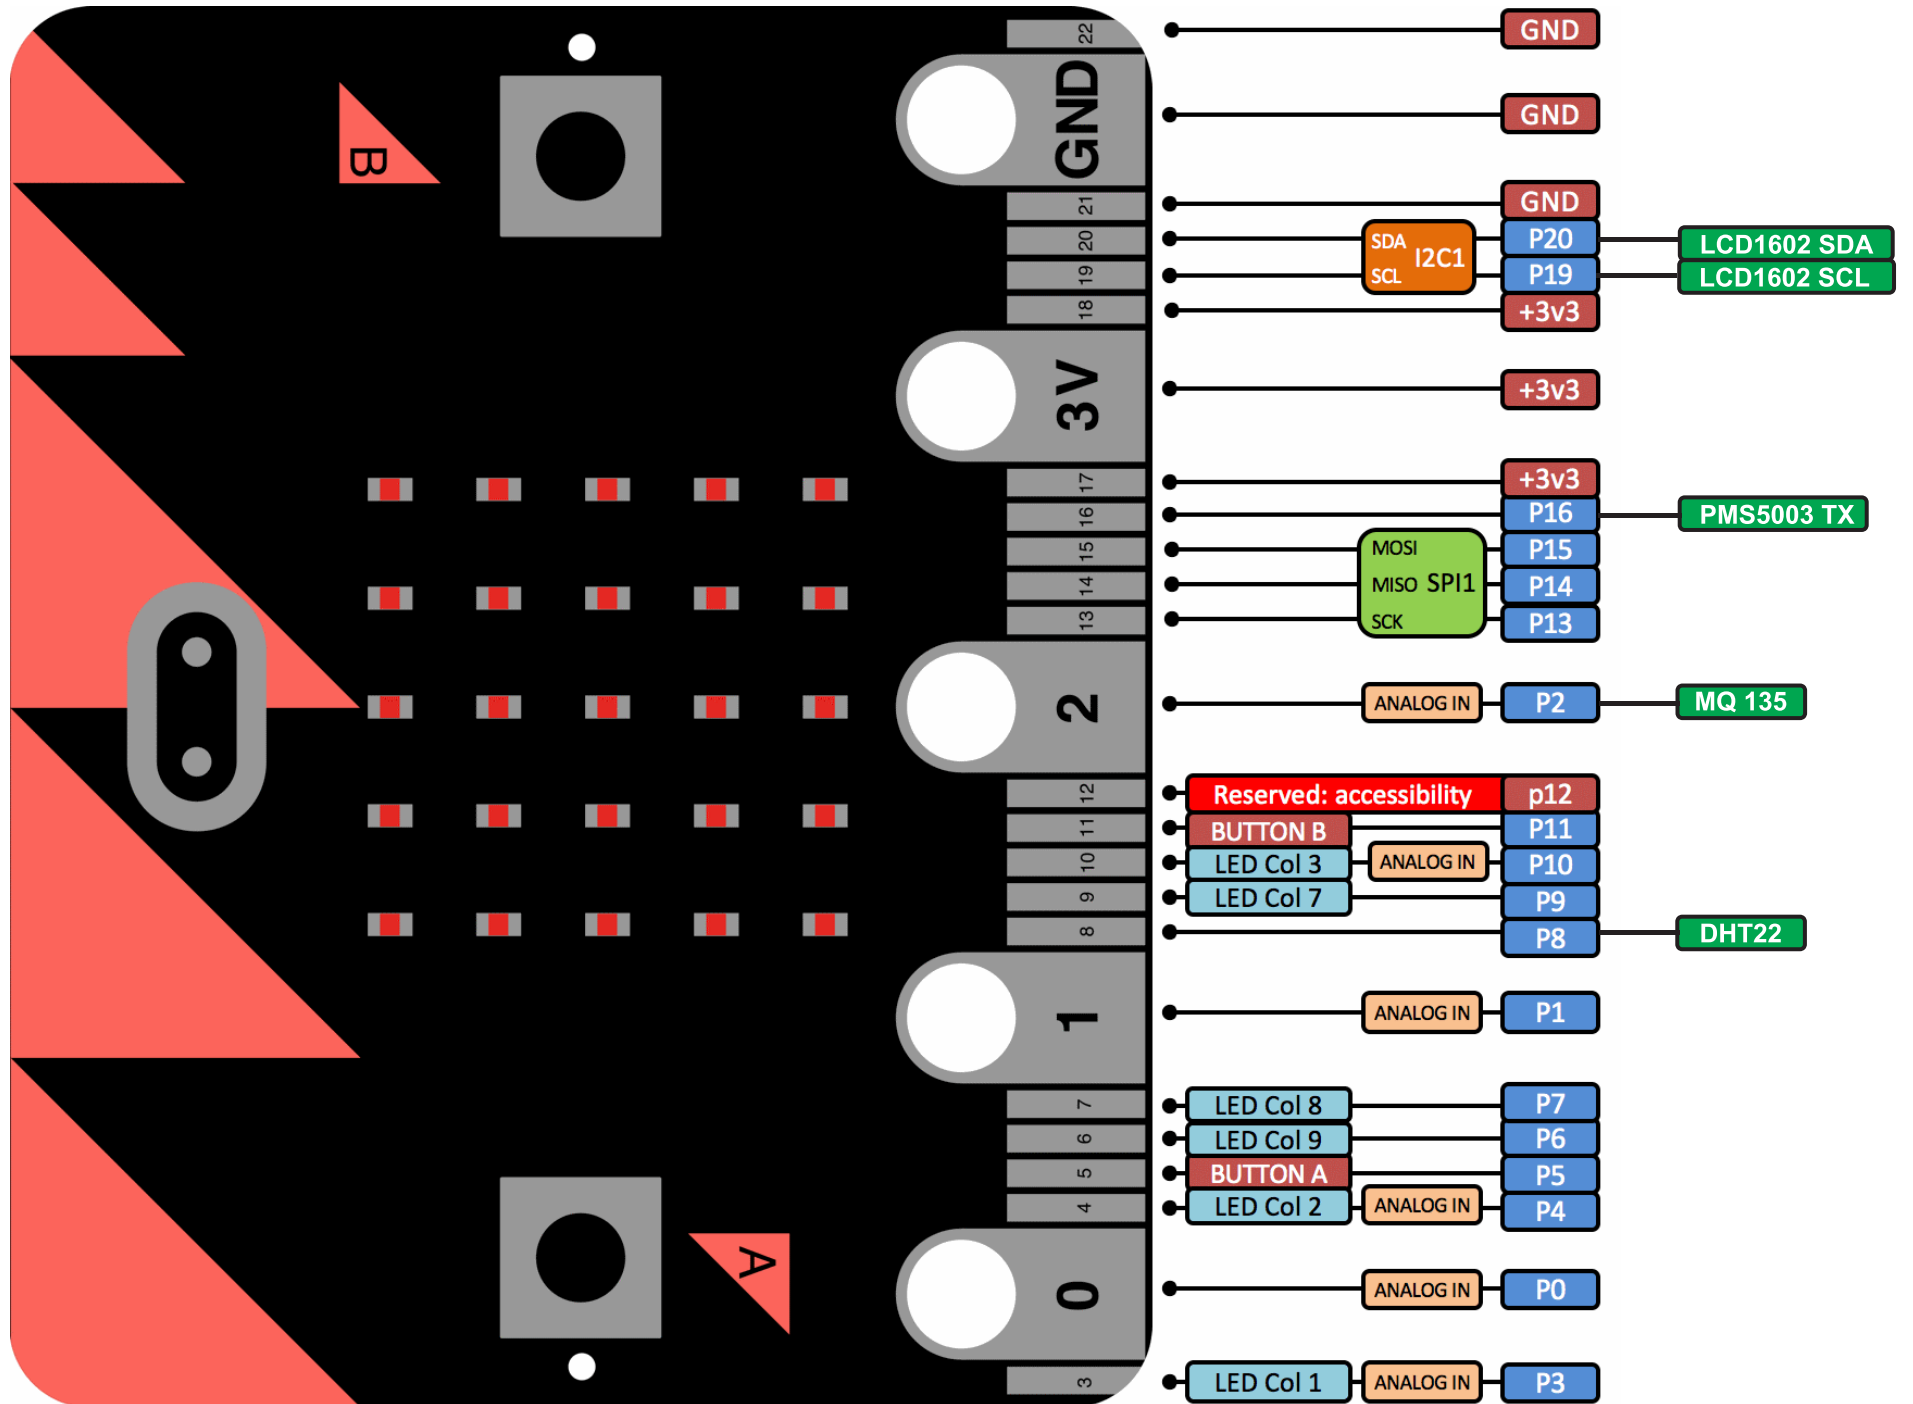 22 GND
GND GND
21 GND
20 SDA I2C1 P20 LCD1602 SDA
19 SCL P19 LCD1602 SCL
18 +3v3
3V +3v3
17 +3v3
16 P16 PMS5003 TX
15 MOSI P15
14 MISO SPI1 P14
13 SCK P13
2 ANALOG IN P2 MQ 135
12 Reserved: accessibility p12
11 BUTTON B P11
10 LED Col 3 ANALOG IN P10
9 LED Col 7 P9
8 P8 DHT22
1 ANALOG IN P1
7 LED Col 8 P7
6 LED Col 9 P6
5 BUTTON A P5
4 LED Col 2 ANALOG IN P4
0 ANALOG IN P0
3 LED Col 1 ANALOG IN P3
B
A